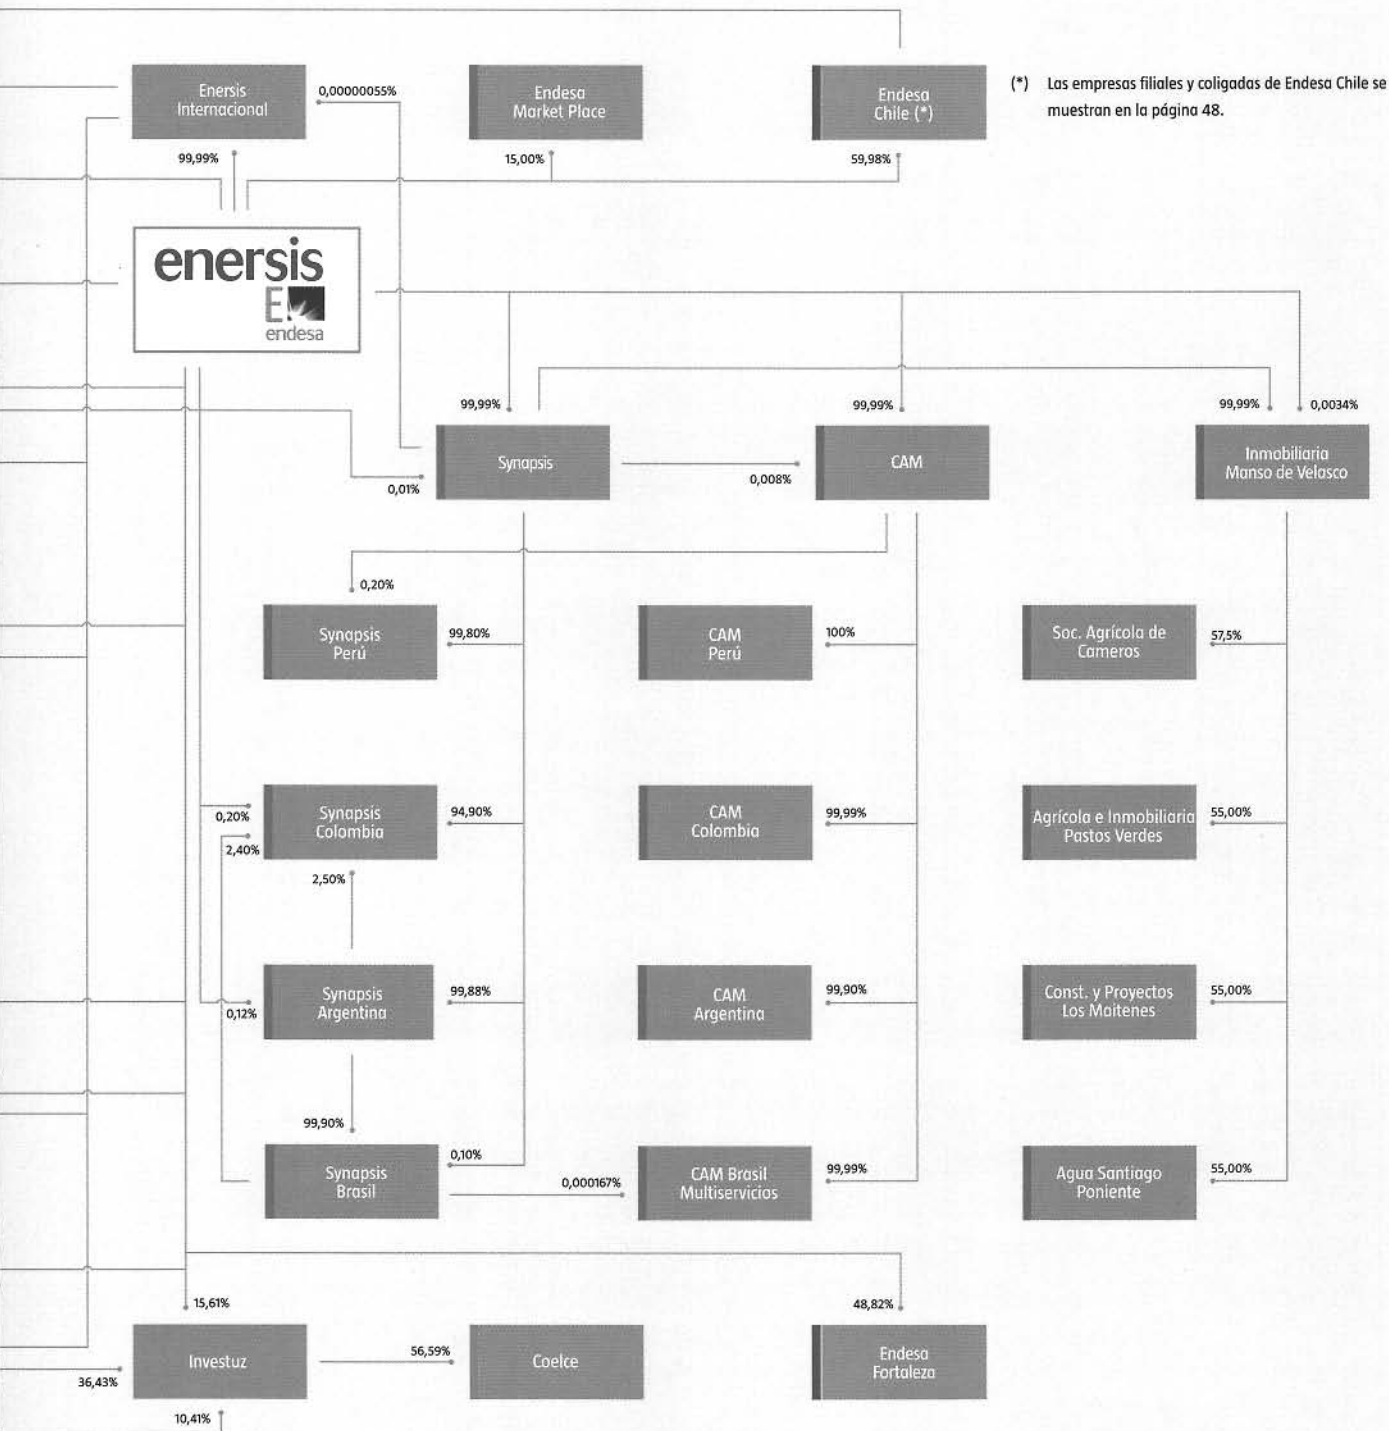 Enersis
Internacional
0,00000055%
Endesa
Market Place
Endesa
Chile (*)
(*) Las empresas filiales y coligadas de Endesa Chile se
muestran en la página 48.
99,99%
15,00%
59,98%
enersis
E
endesa
99,99%
99,99%
99,99%
0,0034%
Synapsis
CAM
Inmobiliaria
Manso de Velasco
0,01%
0,008%
0,20%
Synapsis
Perú
99,80%
CAM
Perú
100%
Soc. Agrícola de
Cameros
57,5%
0,20%
Synapsis
Colombia
94,90%
CAM
Colombia
99,99%
Agrícola e Inmobiliaria
Pastos Verdes
55,00%
2,40%
2,50%
Synapsis
Argentina
99,88%
CAM
Argentina
99,90%
Const. y Proyectos
Los Maitenes
55,00%
0,12%
99,90%
Synapsis
Brasil
0,10%
0,000167%
CAM Brasil
Multiservicios
99,99%
Agua Santiago
Poniente
55,00%
15,61%
48,82%
Investuz
56,59%
Coelce
Endesa
Fortaleza
36,43%
10,41%